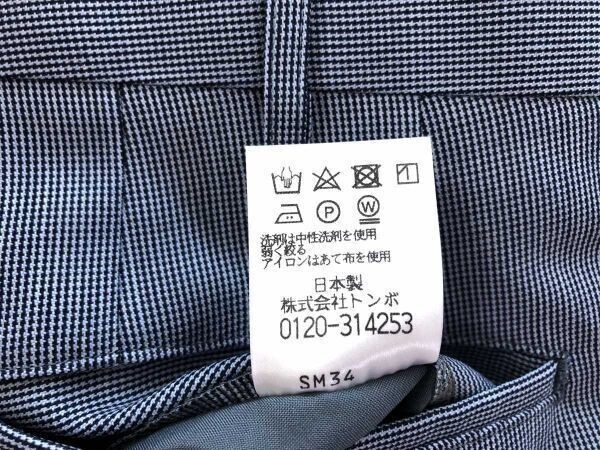 P W
洗剤は中性洗剤を使用
弱く絞る
アイロンはあて布を使用
日本製
株式会社トンボ
0120-314253
SM34